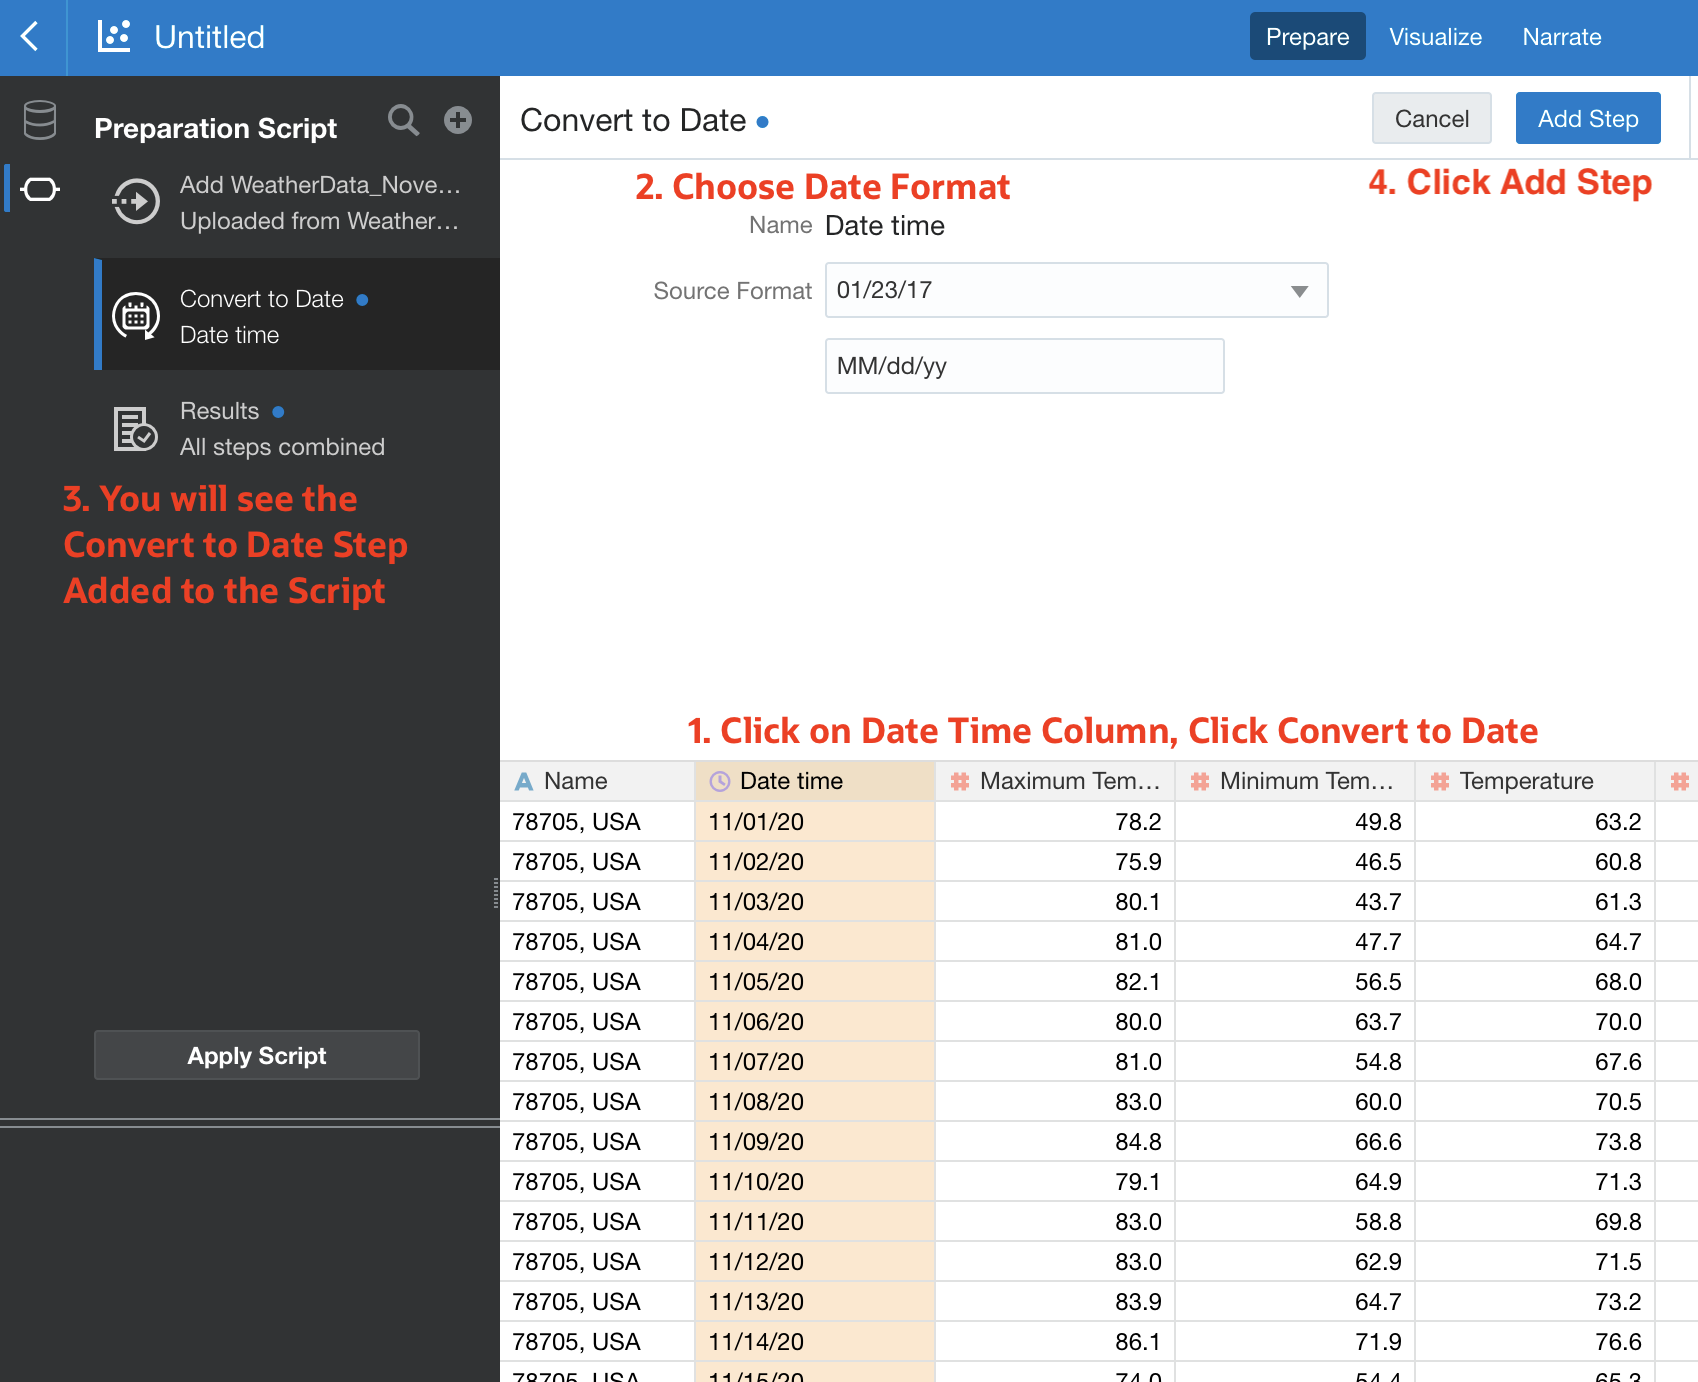 Untitled
Prepare Visualize Narrate
Preparation Script
Add WeatherData_Nove...
Uploaded from Weather...
Convert to Date
Date time
Results
All steps combined
3. You will see the
Convert to Date Step
Added to the Script
Apply Script
Convert to Date
Cancel
Add Step
2. Choose Date Format
4. Click Add Step
Name Date time
Source Format 01/23/17
MM/dd/yy
1. Click on Date Time Column, Click Convert to Date
A Name Date time # Maximum Tem... # Minimum Tem... # Temperature #
78705, USA 11/01/20 78.2 49.8 63.2
78705, USA 11/02/20 75.9 46.5 60.8
78705, USA 11/03/20 80.1 43.7 61.3
78705, USA 11/04/20 81.0 47.7 64.7
78705, USA 11/05/20 82.1 56.5 68.0
78705, USA 11/06/20 80.0 63.7 70.0
78705, USA 11/07/20 81.0 54.8 67.6
78705, USA 11/08/20 83.0 60.0 70.5
78705, USA 11/09/20 84.8 66.6 73.8
78705, USA 11/10/20 79.1 64.9 71.3
78705, USA 11/11/20 83.0 58.8 69.8
78705, USA 11/12/20 83.0 62.9 71.5
78705, USA 11/13/20 83.9 64.7 73.2
78705, USA 11/14/20 86.1 71.9 76.6
78705, USA 11/15/20 74.0 54.4